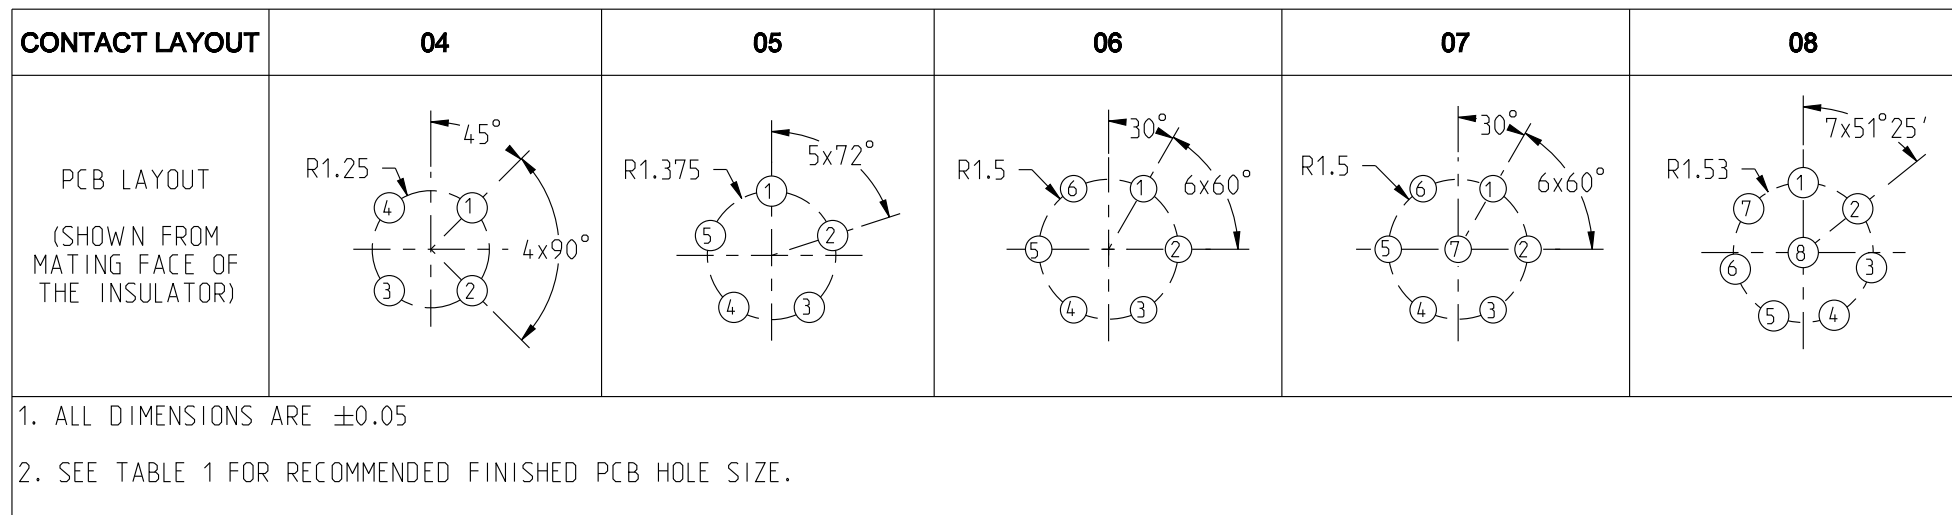 CONTACT LAYOUT 04 05 06 07 08
PCB LAYOUT
(SHOWN FROM
MATING FACE OF
THE INSULATOR)
45°
R1.25
4 1
4x90°
3 2
5x72°
R1.375
1
5 2
4 3
30°
R1.5
6 1
6x60°
5 2
4 3
30°
R1.5
6 1
6x60°
5 7 2
4 3
7x51°25'
R1.53
1
7 2
8
6 3
5 4
1. ALL DIMENSIONS ARE ±0.05
2. SEE TABLE 1 FOR RECOMMENDED FINISHED PCB HOLE SIZE.